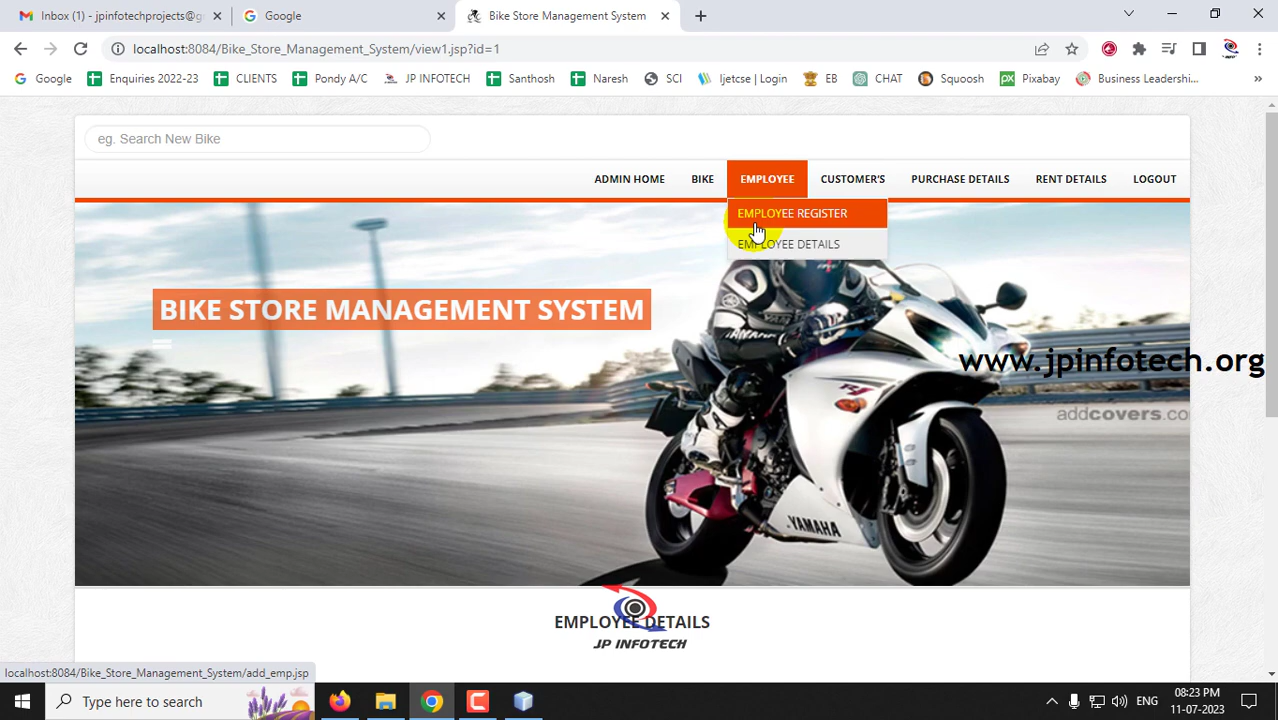 Inbox (1) - jpinfotechprojects@g
Google
Bike Store Management System
localhost:8084/Bike_Store_Management_System/view1.jsp?id=1
Google
Enquiries 2022-23
CLIENTS
Pondy A/C
JP INFOTECH
Santhosh
Naresh
SCI
Ijetcse | Login
EB
CHAT
Squoosh
Pixabay
Business Leadershi...
eg. Search New Bike
ADMIN HOME
BIKE
EMPLOYEE
CUSTOMER'S
PURCHASE DETAILS
RENT DETAILS
LOGOUT
EMPLOYEE REGISTER
EMPLOYEE DETAILS
BIKE STORE MANAGEMENT SYSTEM
www.jpinfotech.org
addcovers.co
YAMAHA
EMPLOYEE DETAILS
JP INFOTECH
localhost:8084/Bike_Store_Management_System/add_emp.jsp
Type here to search
ENG
08:23 PM
11-07-2023